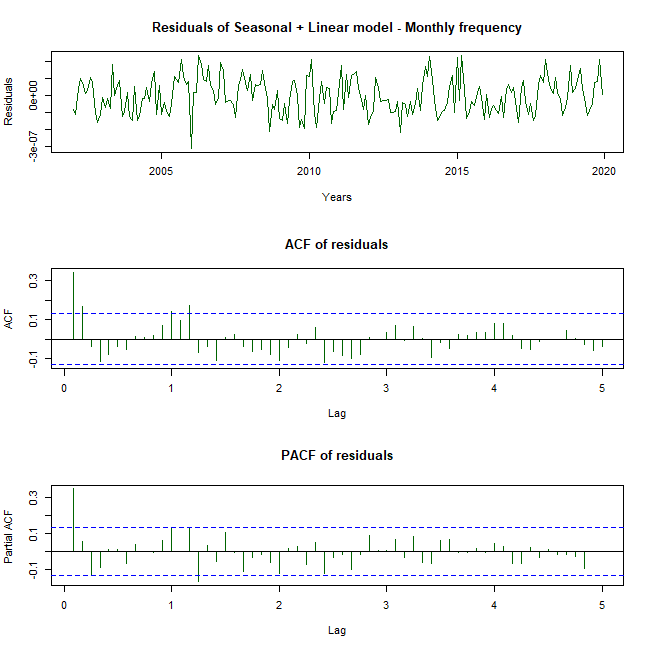 Residuals of Seasonal + Linear model - Monthly frequency
Residuals
0e+00
-3e-07
2005 2010 2015 2020
Years
ACF of residuals
ACF
0.3
0.1
-0.1
0 1 2 3 4 5
Lag
PACF of residuals
Partial ACF
0.3
0.1
-0.1
0 1 2 3 4 5
Lag